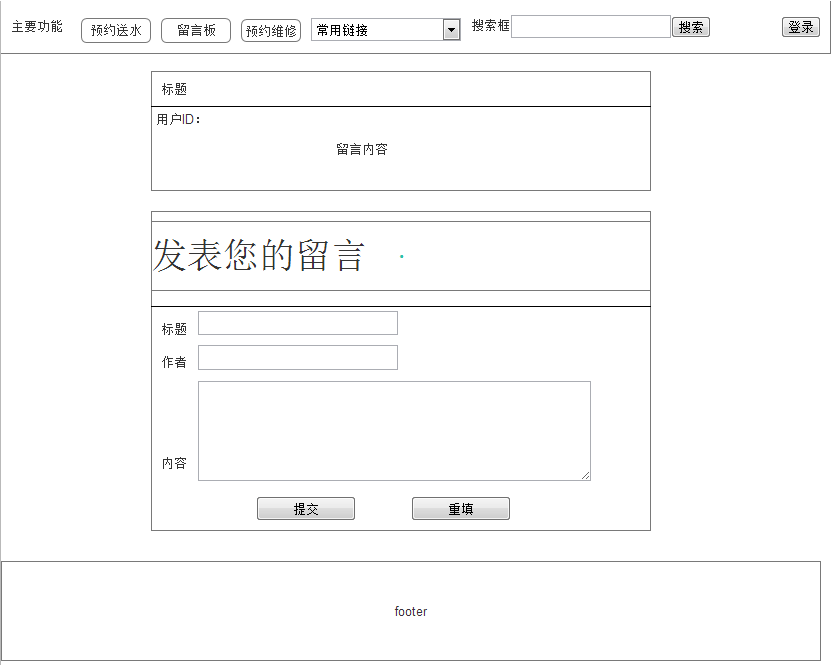 主要功能 预约送水 留言板 预约维修 常用链接 搜索框 搜索 登录
标题
用户ID：
留言内容
发表您的留言
标题
作者
内容
提交 重填
footer